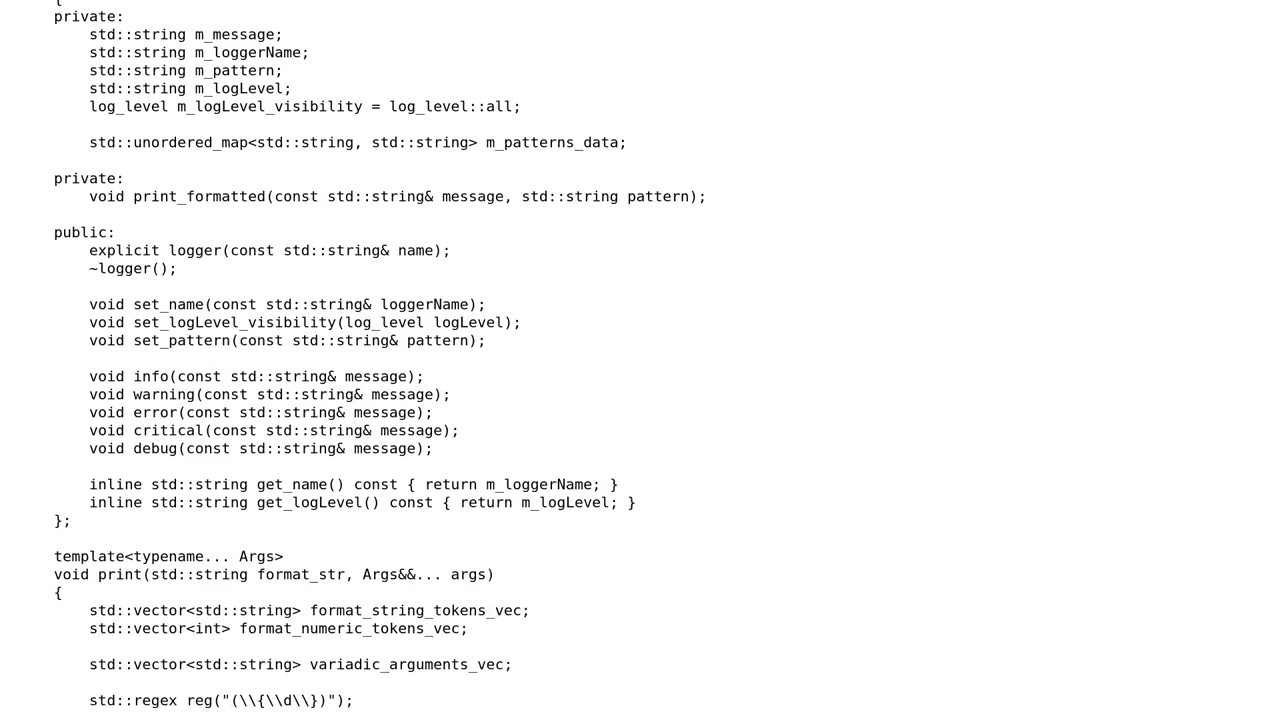 {
private:
    std::string m_message;
    std::string m_loggerName;
    std::string m_pattern;
    std::string m_logLevel;
    log_level m_logLevel_visibility = log_level::all;

    std::unordered_map<std::string, std::string> m_patterns_data;

private:
    void print_formatted(const std::string& message, std::string pattern);

public:
    explicit logger(const std::string& name);
    ~logger();

    void set_name(const std::string& loggerName);
    void set_logLevel_visibility(log_level logLevel);
    void set_pattern(const std::string& pattern);

    void info(const std::string& message);
    void warning(const std::string& message);
    void error(const std::string& message);
    void critical(const std::string& message);
    void debug(const std::string& message);

    inline std::string get_name() const { return m_loggerName; }
    inline std::string get_logLevel() const { return m_logLevel; }
};

template<typename... Args>
void print(std::string format_str, Args&&... args)
{
    std::vector<std::string> format_string_tokens_vec;
    std::vector<int> format_numeric_tokens_vec;

    std::vector<std::string> variadic_arguments_vec;

    std::regex reg("(\\{\\d\\})");